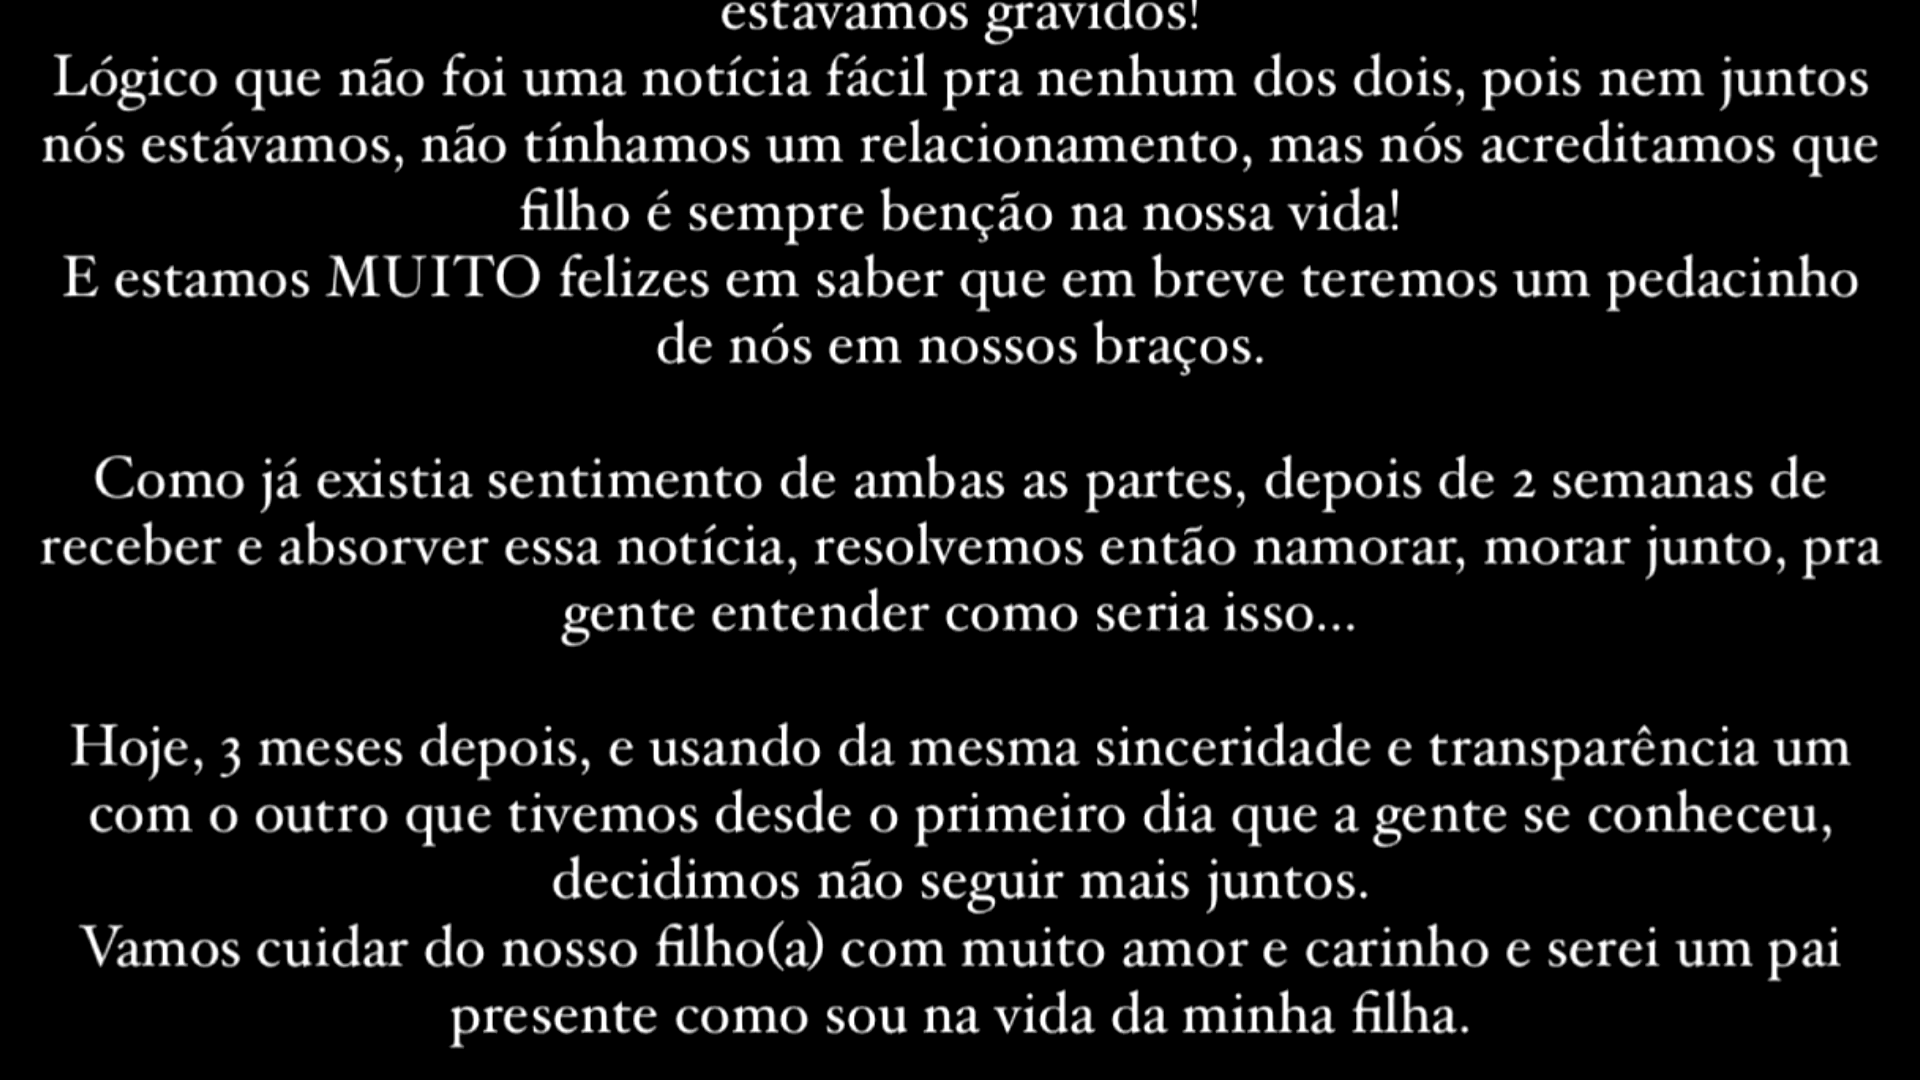 estávamos grávidos!
Lógico que não foi uma notícia fácil pra nenhum dos dois, pois nem juntos
nós estávamos, não tínhamos um relacionamento, mas nós acreditamos que
filho é sempre benção na nossa vida!
E estamos MUITO felizes em saber que em breve teremos um pedacinho
de nós em nossos braços.
Como já existia sentimento de ambas as partes, depois de 2 semanas de
receber e absorver essa notícia, resolvemos então namorar, morar junto, pra
gente entender como seria isso...
Hoje, 3 meses depois, e usando da mesma sinceridade e transparência um
com o outro que tivemos desde o primeiro dia que a gente se conheceu,
decidimos não seguir mais juntos.
Vamos cuidar do nosso filho(a) com muito amor e carinho e serei um pai
presente como sou na vida da minha filha.